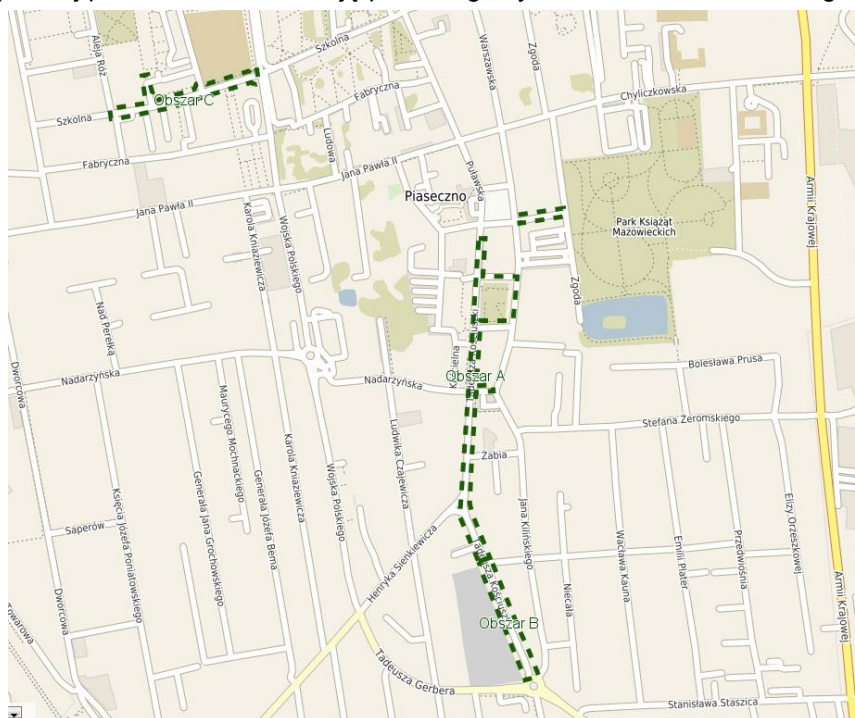 Aleja Róż
Szkolna
Warszawska
Zgoda
Obszar C
Szkolna
Fabryczna
Chyliczkowska
Fabryczna
Ludowa
Jana Pawła II
Puławska
Jana Pawła II
Piaseczno
Karola Kniaziewicza
Wojska Polskiego
Park Książąt
Mazowieckich
Armii Krajowej
Zgoda
Nad Perełką
Dworcowa
Nadarzyńska
Nadarzyńska
Obszar A
Bolesława Prusa
Stefana Żeromskiego
Maurycego Mochnackiego
Ludwika Czajewicza
Żabia
Księcia Józefa Poniatowskiego
Generała Jana Grochowskiego
Generała Józefa Bema
Karola Kniaziewicza
Wojska Polskiego
Jana Kilińskiego
Saperów
Henryka Sienkiewicza
Wacława Kauna
Emilii Plater
Przedwiośnia
Elizy Orzeszkowej
Armii Krajowej
Niecała
Dworcowa
Towarowa
Obszar B
Tadeusza Gerbera
Stanisława Staszica